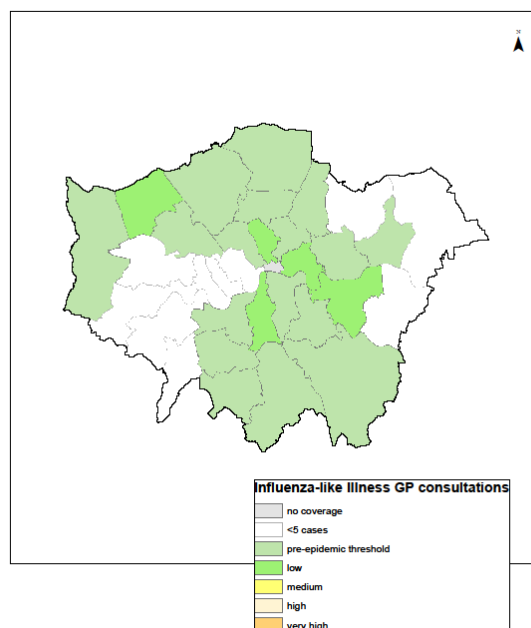 N
Influenza-like Illness GP consultations
no coverage
<5 cases
pre-epidemic threshold
low
medium
high
very high